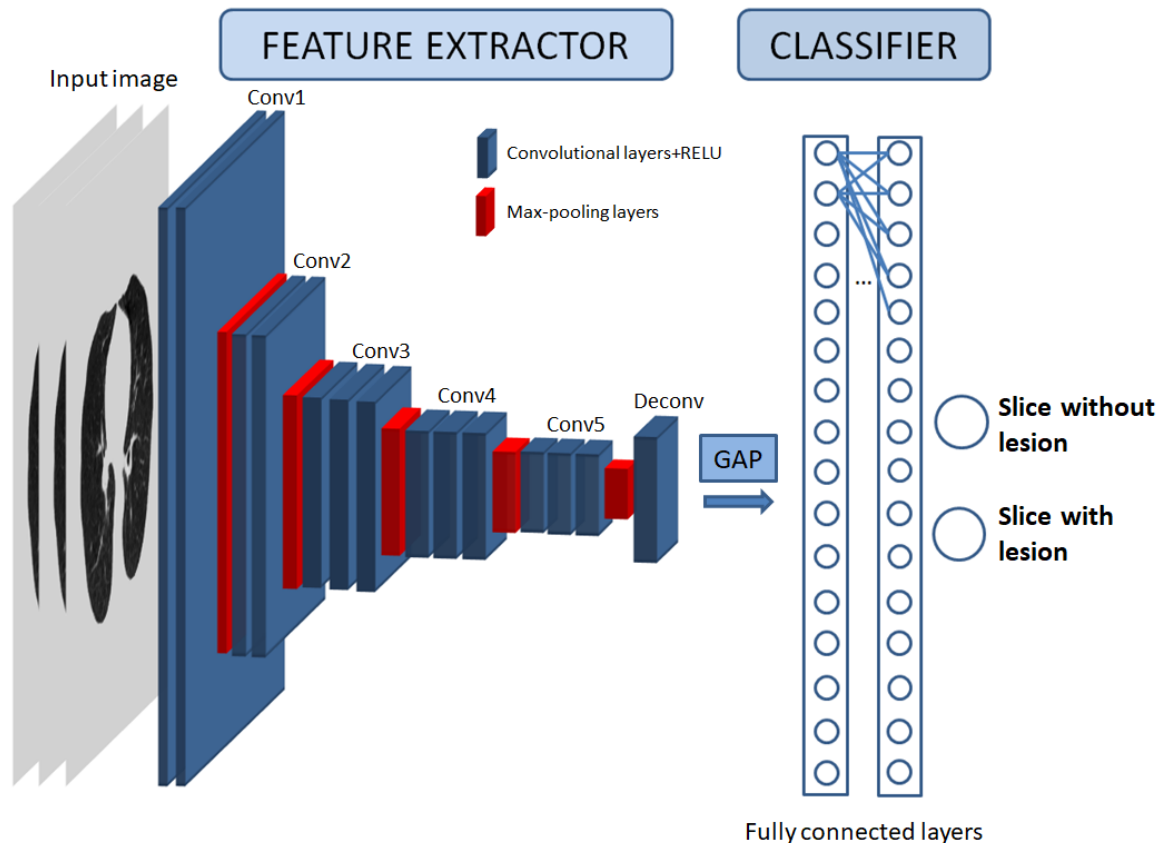 FEATURE EXTRACTOR
CLASSIFIER
Input image
Conv1
Convolutional layers+RELU
Max-pooling layers
Conv2
Conv3
Conv4
Conv5
Deconv
GAP
...
Slice without
lesion
Slice with
lesion
Fully connected layers